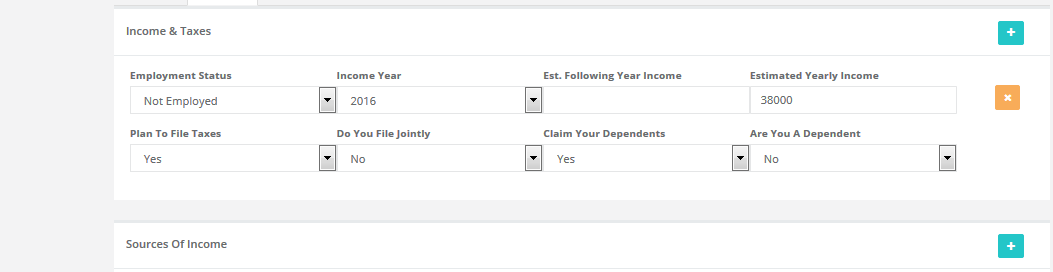 Income & Taxes
Employment Status Income Year Est. Following Year Income Estimated Yearly Income
Not Employed 2016 38000
Plan To File Taxes Do You File Jointly Claim Your Dependents Are You A Dependent
Yes No Yes No
Sources Of Income